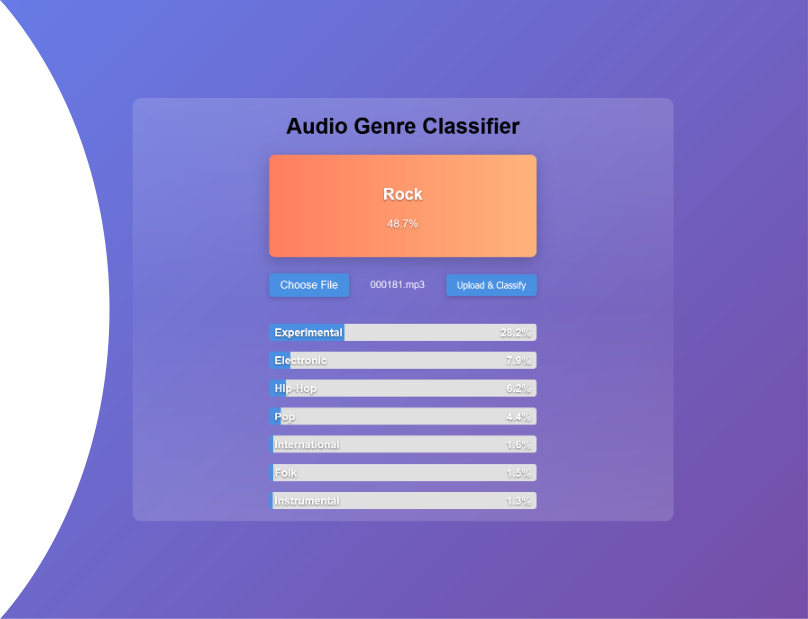 Audio Genre Classifier
Rock
48.7%
Choose File 000181.mp3 Upload & Classify
Experimental 28.2%
Electronic 7.9%
Hip-Hop 6.2%
Pop 4.4%
International 1.6%
Folk 1.5%
Instrumental 1.3%